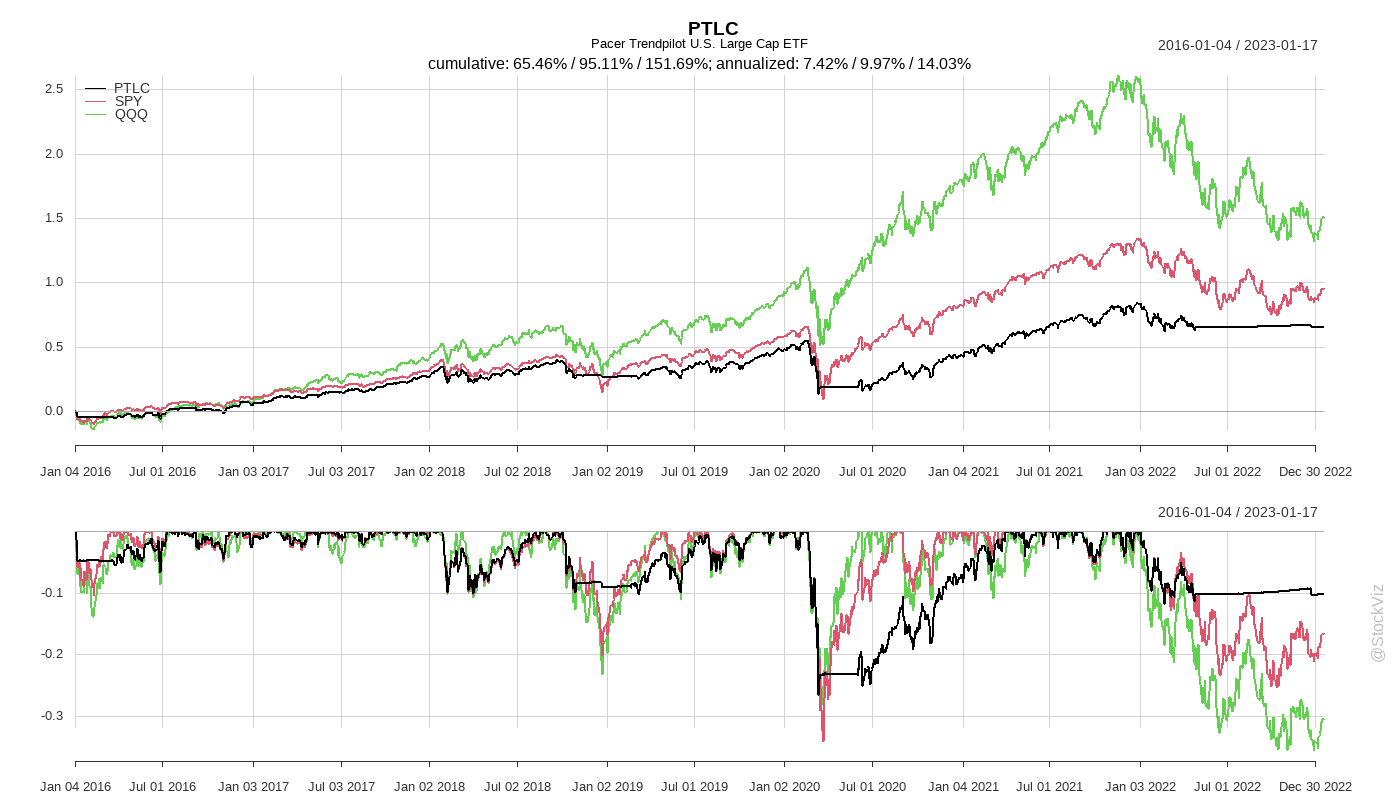 PTLC
Pacer Trendpilot U.S. Large Cap ETF
2016-01-04 / 2023-01-17
cumulative: 65.46% / 95.11% / 151.69%; annualized: 7.42% / 9.97% / 14.03%
PTLC
SPY
QQQ
2.5
2.0
1.5
1.0
0.5
0.0
Jan 04 2016 Jul 01 2016 Jan 03 2017 Jul 03 2017 Jan 02 2018 Jul 02 2018 Jan 02 2019 Jul 01 2019 Jan 02 2020 Jul 01 2020 Jan 04 2021 Jul 01 2021 Jan 03 2022 Jul 01 2022 Dec 30 2022
2016-01-04 / 2023-01-17
-0.1
-0.2
-0.3
Jan 04 2016 Jul 01 2016 Jan 03 2017 Jul 03 2017 Jan 02 2018 Jul 02 2018 Jan 02 2019 Jul 01 2019 Jan 02 2020 Jul 01 2020 Jan 04 2021 Jul 01 2021 Jan 03 2022 Jul 01 2022 Dec 30 2022
@StockViz